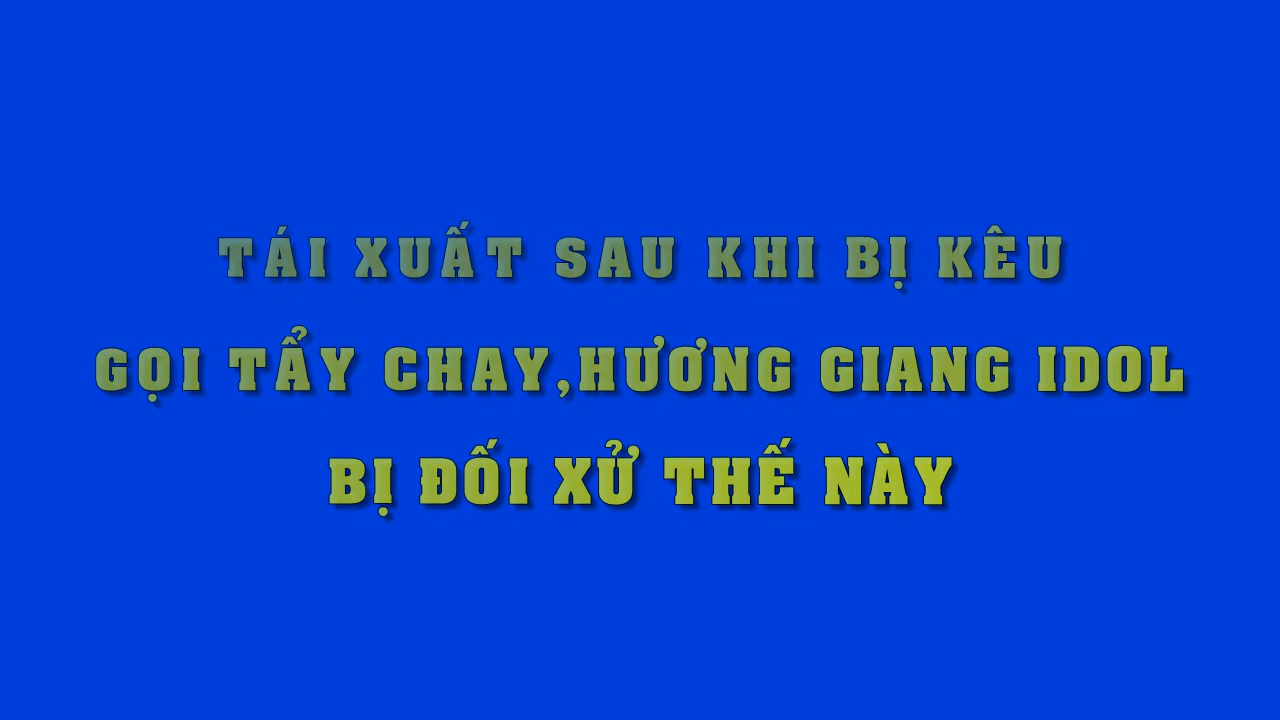 TÁI XUẤT SAU KHI BỊ KÊU
GỌI TẨY CHAY,HƯƠNG GIANG IDOL
BỊ ĐỐI XỬ THẾ NÀY